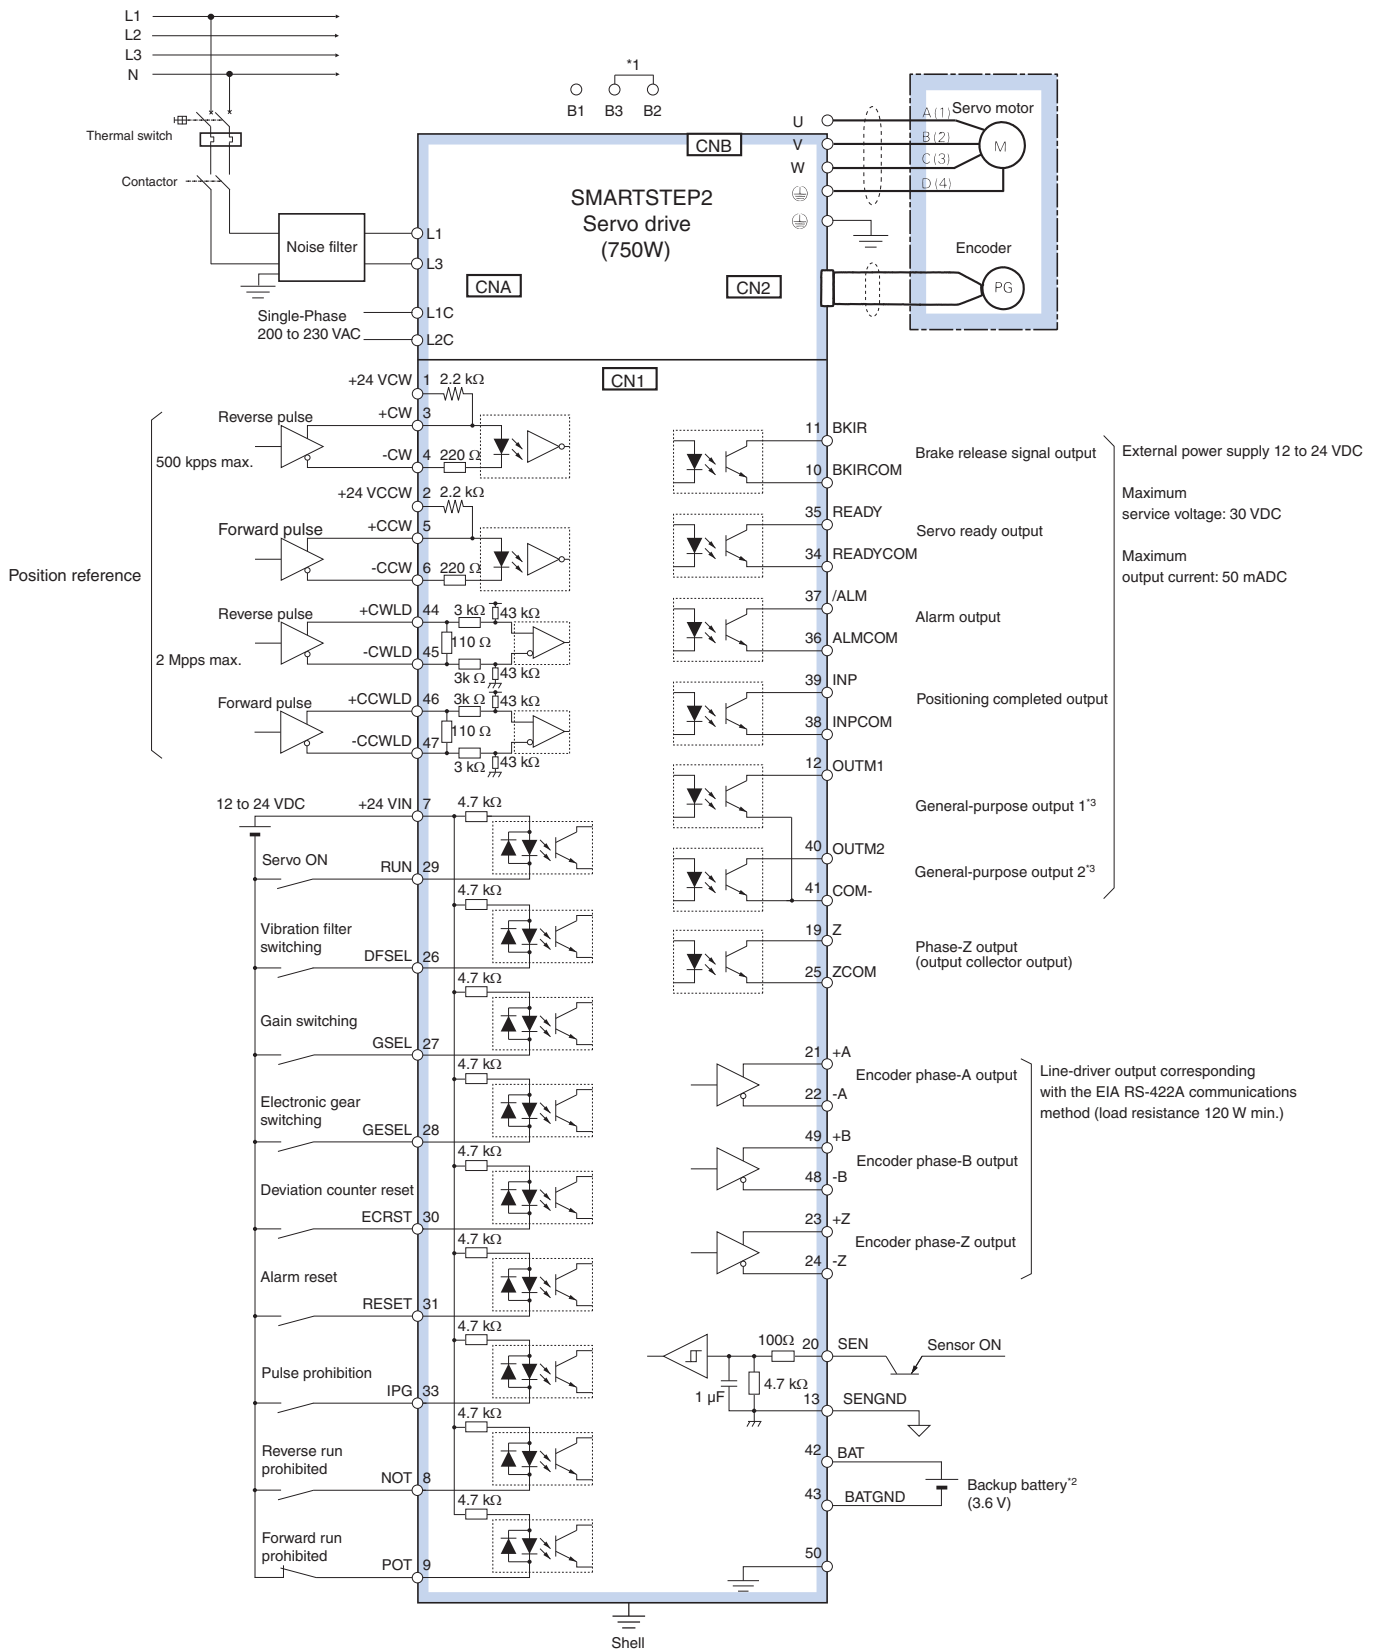 L1
L2
L3
N
Thermal switch
Contactor
Noise filter
L1
L3
Single-Phase
200 to 230 VAC
L1C
L2C
*1
B1 B3 B2
CNB
SMARTSTEP2
Servo drive
(750W)
CNA
CN2
CN1
U
V
W
A (1)
B (2)
C (3)
D (4)
Servo motor
M
Encoder
PG
Position reference
500 kpps max.
2 Mpps max.
+24 VCW 1 2.2 kΩ
Reverse pulse
+CW 3
-CW 4 220 Ω
+24 VCCW 2 2.2 kΩ
Forward pulse
+CCW 5
-CCW 6 220 Ω
Reverse pulse
+CWLD 44 3 kΩ 43 kΩ
110 Ω
-CWLD 45
3k Ω 43 kΩ
Forward pulse
+CCWLD 46 3k Ω 43 kΩ
110 Ω
-CCWLD 47
3 kΩ 43 kΩ
12 to 24 VDC
+24 VIN 7 4.7 kΩ
Servo ON
RUN 29
4.7 kΩ
Vibration filter
switching
DFSEL 26
4.7 kΩ
Gain switching
GSEL 27
4.7 kΩ
Electronic gear
switching
GESEL 28
4.7 kΩ
Deviation counter reset
ECRST 30
4.7 kΩ
Alarm reset
RESET 31
4.7 kΩ
Pulse prohibition
IPG 33
4.7 kΩ
Reverse run
prohibited
NOT 8
4.7 kΩ
Forward run
prohibited
POT 9
11 BKIR
Brake release signal output
10 BKIRCOM
35 READY
Servo ready output
34 READYCOM
37 /ALM
Alarm output
36 ALMCOM
39 INP
Positioning completed output
38 INPCOM
12 OUTM1
General-purpose output 1*3
40 OUTM2
General-purpose output 2*3
41 COM-
19 Z
Phase-Z output
(output collector output)
25 ZCOM
External power supply 12 to 24 VDC
Maximum
service voltage: 30 VDC
Maximum
output current: 50 mADC
21 +A
Encoder phase-A output
22 -A
49 +B
Encoder phase-B output
48 -B
23 +Z
Encoder phase-Z output
24 -Z
Line-driver output corresponding
with the EIA RS-422A communications
method (load resistance 120 W min.)
100Ω 20 SEN Sensor ON
1 µF 4.7 kΩ
13 SENGND
42 BAT
Backup battery*2
(3.6 V)
43 BATGND
50
Shell